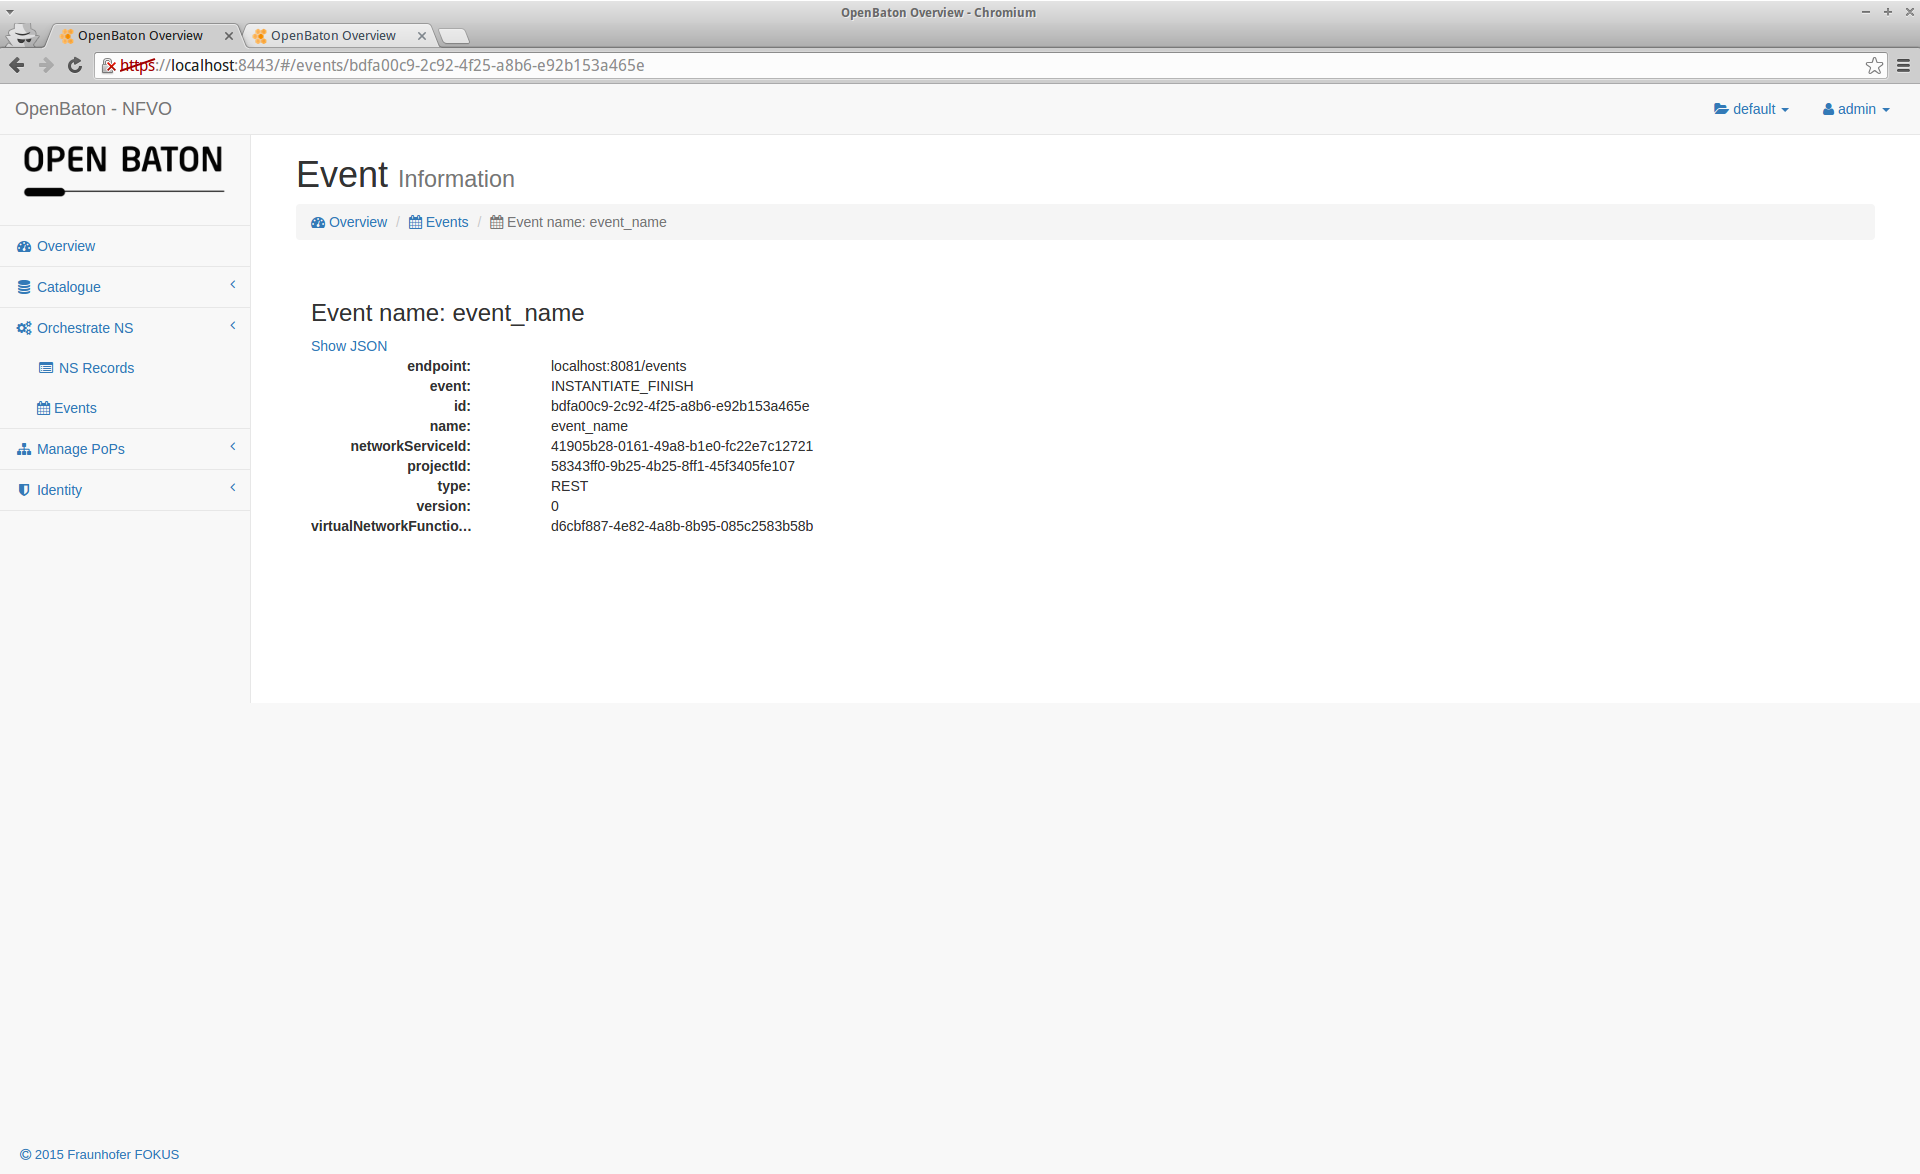 OpenBaton Overview - Chromium
OpenBaton Overview
OpenBaton Overview
https://localhost:8443/#/events/bdfa00c9-2c92-4f25-a8b6-e92b153a465e
OpenBaton - NFVO
default
admin
OPEN BATON
Overview
Catalogue
Orchestrate NS
NS Records
Events
Manage PoPs
Identity
Event Information
Overview / Events / Event name: event_name
Event name: event_name
Show JSON
endpoint: localhost:8081/events
event: INSTANTIATE_FINISH
id: bdfa00c9-2c92-4f25-a8b6-e92b153a465e
name: event_name
networkServiceId: 41905b28-0161-49a8-b1e0-fc22e7c12721
projectId: 58343ff0-9b25-4b25-8ff1-45f3405fe107
type: REST
version: 0
virtualNetworkFunctio... d6cbf887-4e82-4a8b-8b95-085c2583b58b
© 2015 Fraunhofer FOKUS